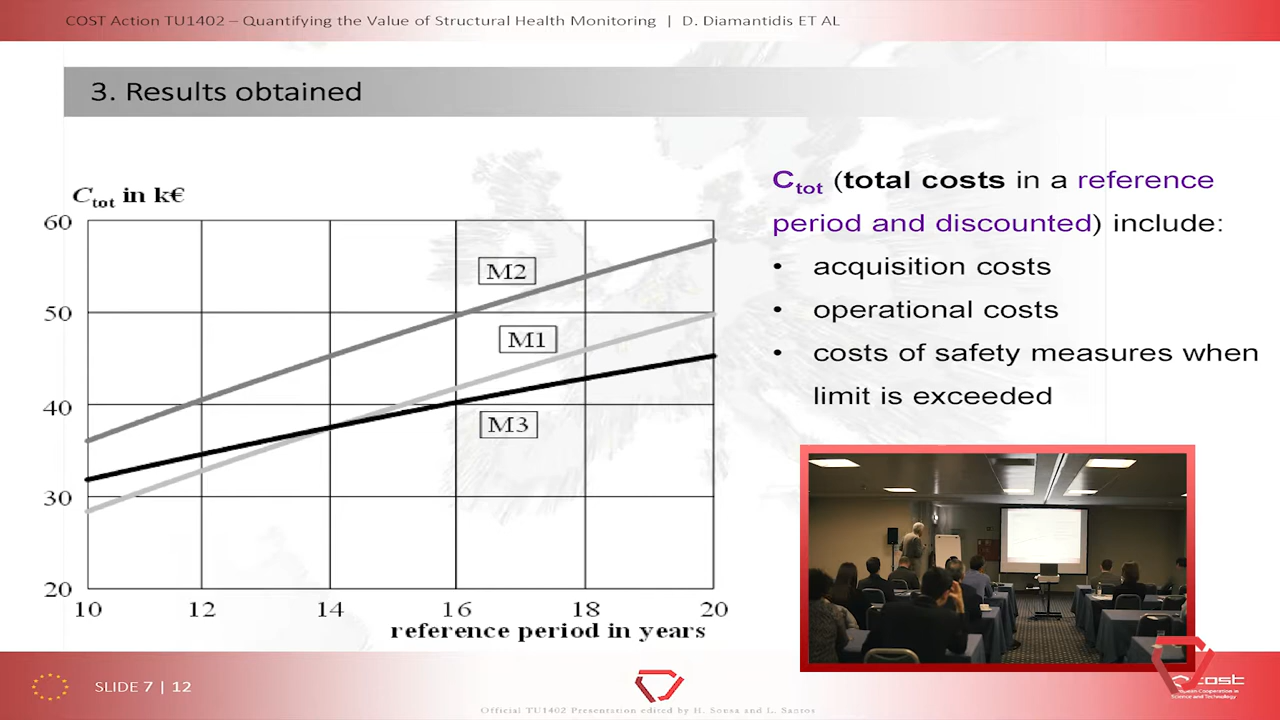 COST Action TU1402 – Quantifying the Value of Structural Health Monitoring | D. Diamantidis ET AL
3. Results obtained
Ctot in k€
60
50
40
30
20
M2
M1
M3
10 12 14 16 18 20
reference period in years
Ctot (total costs in a reference
period and discounted) include:
• acquisition costs
• operational costs
• costs of safety measures when
limit is exceeded
SLIDE 7 | 12
cost
European Cooperation in
Science and Technology
Official TU1402 Presentation edited by H. Sousa and L. Santos